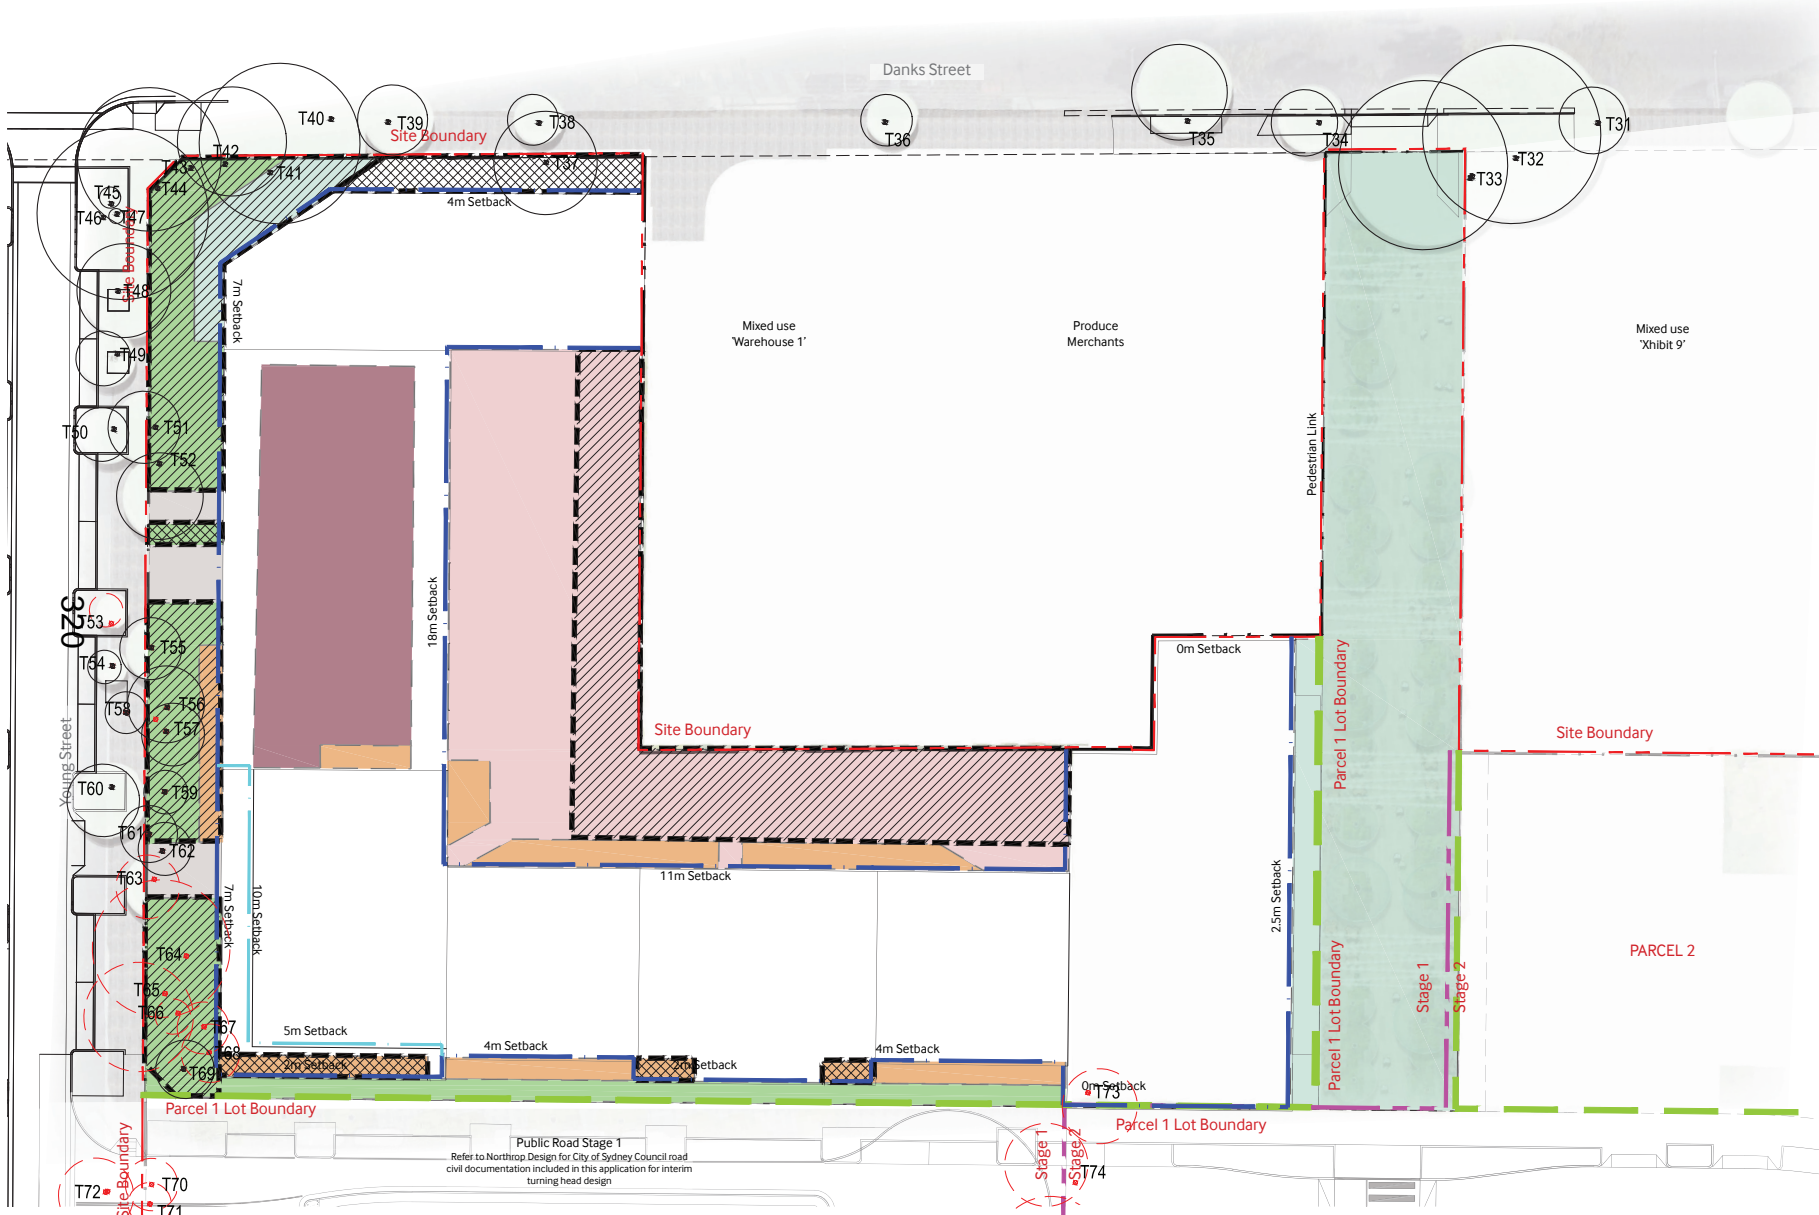 Danks Street
T40
T39
Site Boundary
T38
T36
T35
T34
T31
T32
T33
T42
T43
T41
T44
T37
T45
T46
T47
4m Setback
Site Boundary
T48
7m Setback
T49
Mixed use
'Warehouse 1'
Produce
Merchants
Mixed use
'Xhibit 9'
T50
T51
T52
Pedestrian Link
320
T53
18m Setback
T54
T55
0m Setback
Parcel 1 Lot Boundary
T56
T58
T57
Young Street
Site Boundary
Site Boundary
T60
T59
T61
T62
T63
11m Setback
7m Setback
10m Setback
2.5m Setback
T64
PARCEL 2
T65
T66
T67
Stage 1
Stage 2
Parcel 1 Lot Boundary
5m Setback
4m Setback
4m Setback
T68
T69
2m Setback
2m Setback
0m Setback
T73
Parcel 1 Lot Boundary
Parcel 1 Lot Boundary
Site Boundary
Public Road Stage 1
Refer to Northrop Design for City of Sydney Council road
civil documentation included in this application for interim
turning head design
Stage 1
Stage 2
T74
T72
T70
T71